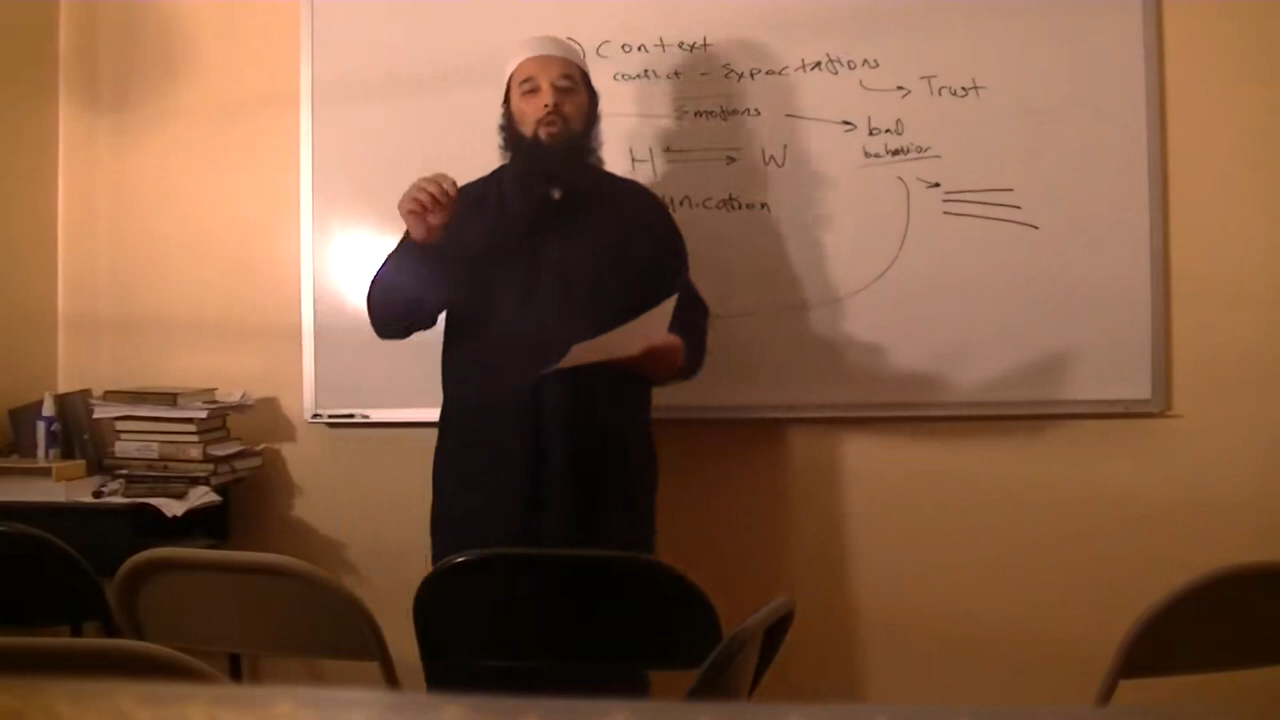 ) Context
conflict - Expectations
Trust
Emotions
bad
behavior
H W
unication